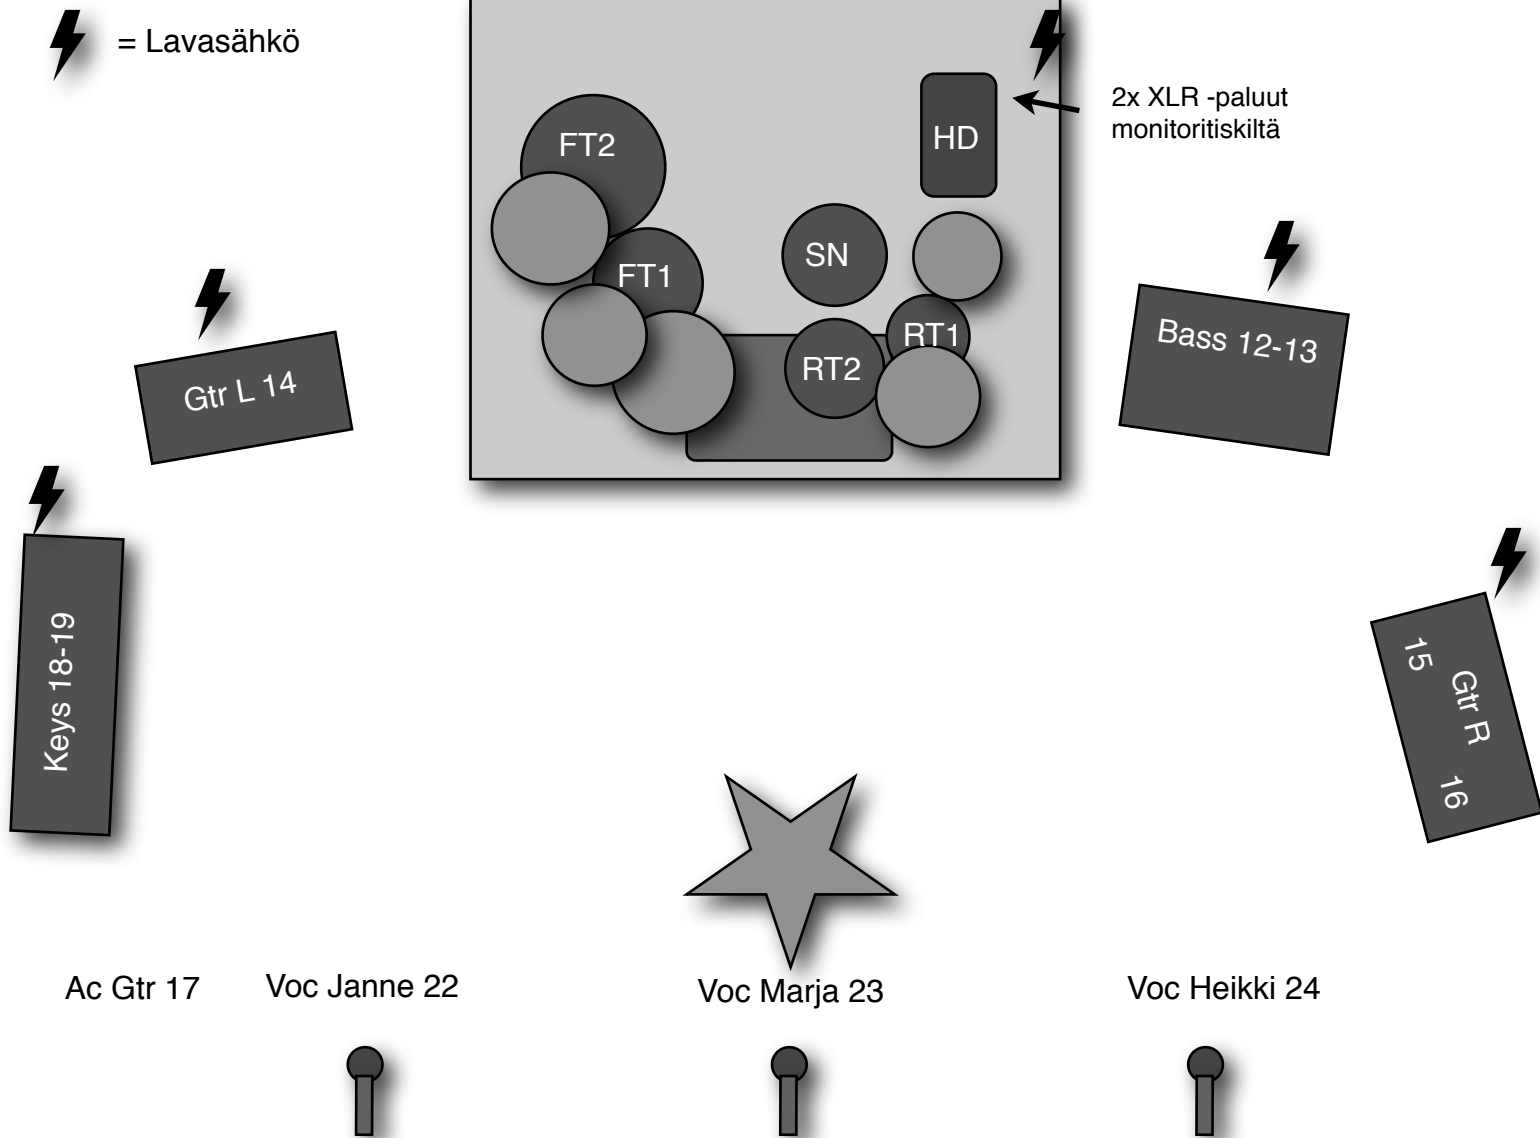 = Lavasähkö
2x XLR -paluut
monitoritiskiltä
HD
FT2
SN
FT1
RT1
RT2
Bass 12-13
Gtr L 14
Keys 18-19
15
Gtr R
16
Ac Gtr 17
Voc Janne 22
Voc Marja 23
Voc Heikki 24